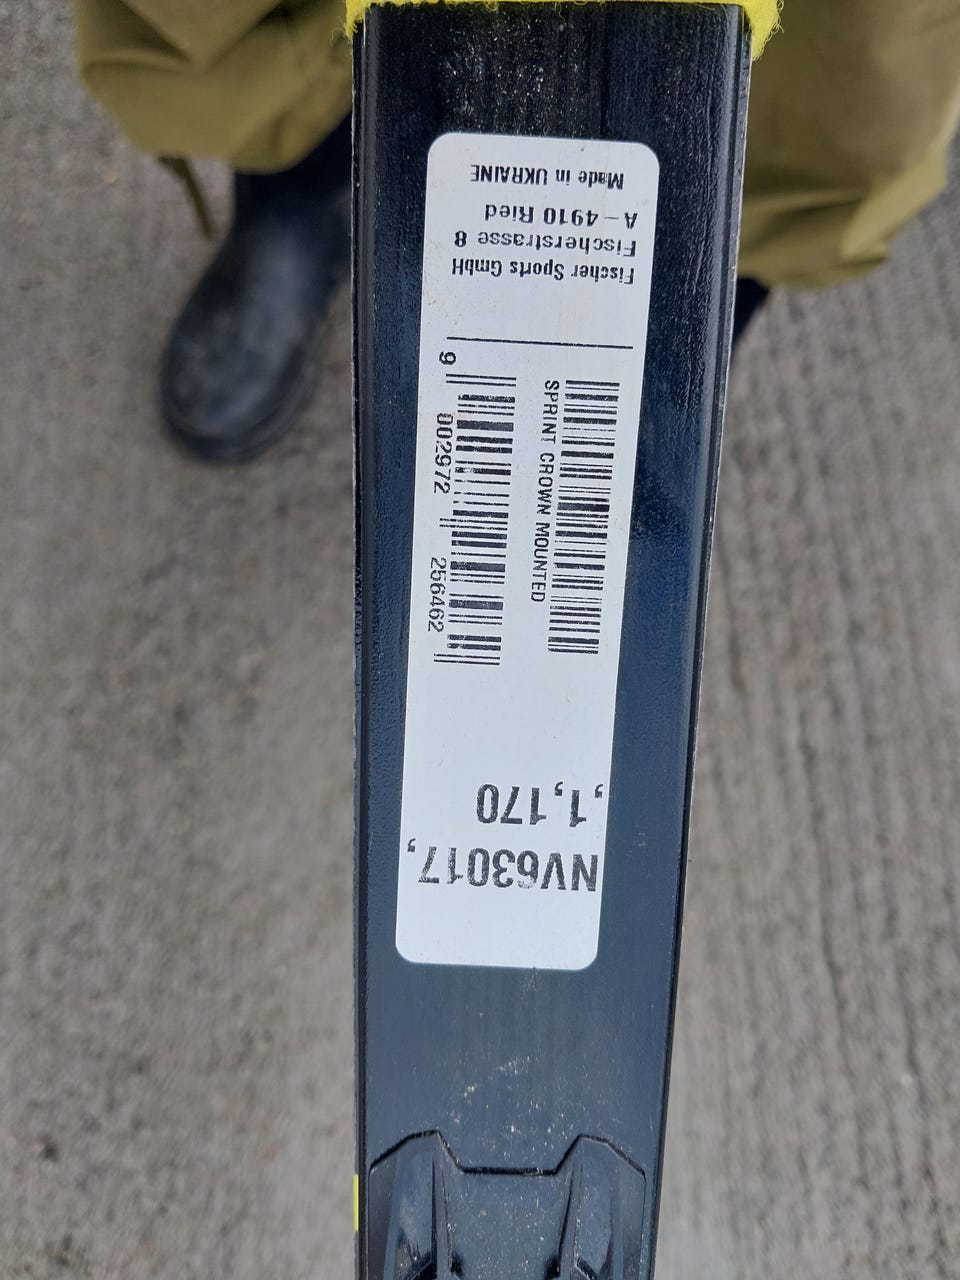 NV63017,
,1,170
SPRINT CROWN MOUNTED
9 002972 256462
Fischer Sports GmbH
Fischerstrasse 8
A-4910 Ried
Made in UKRAINE